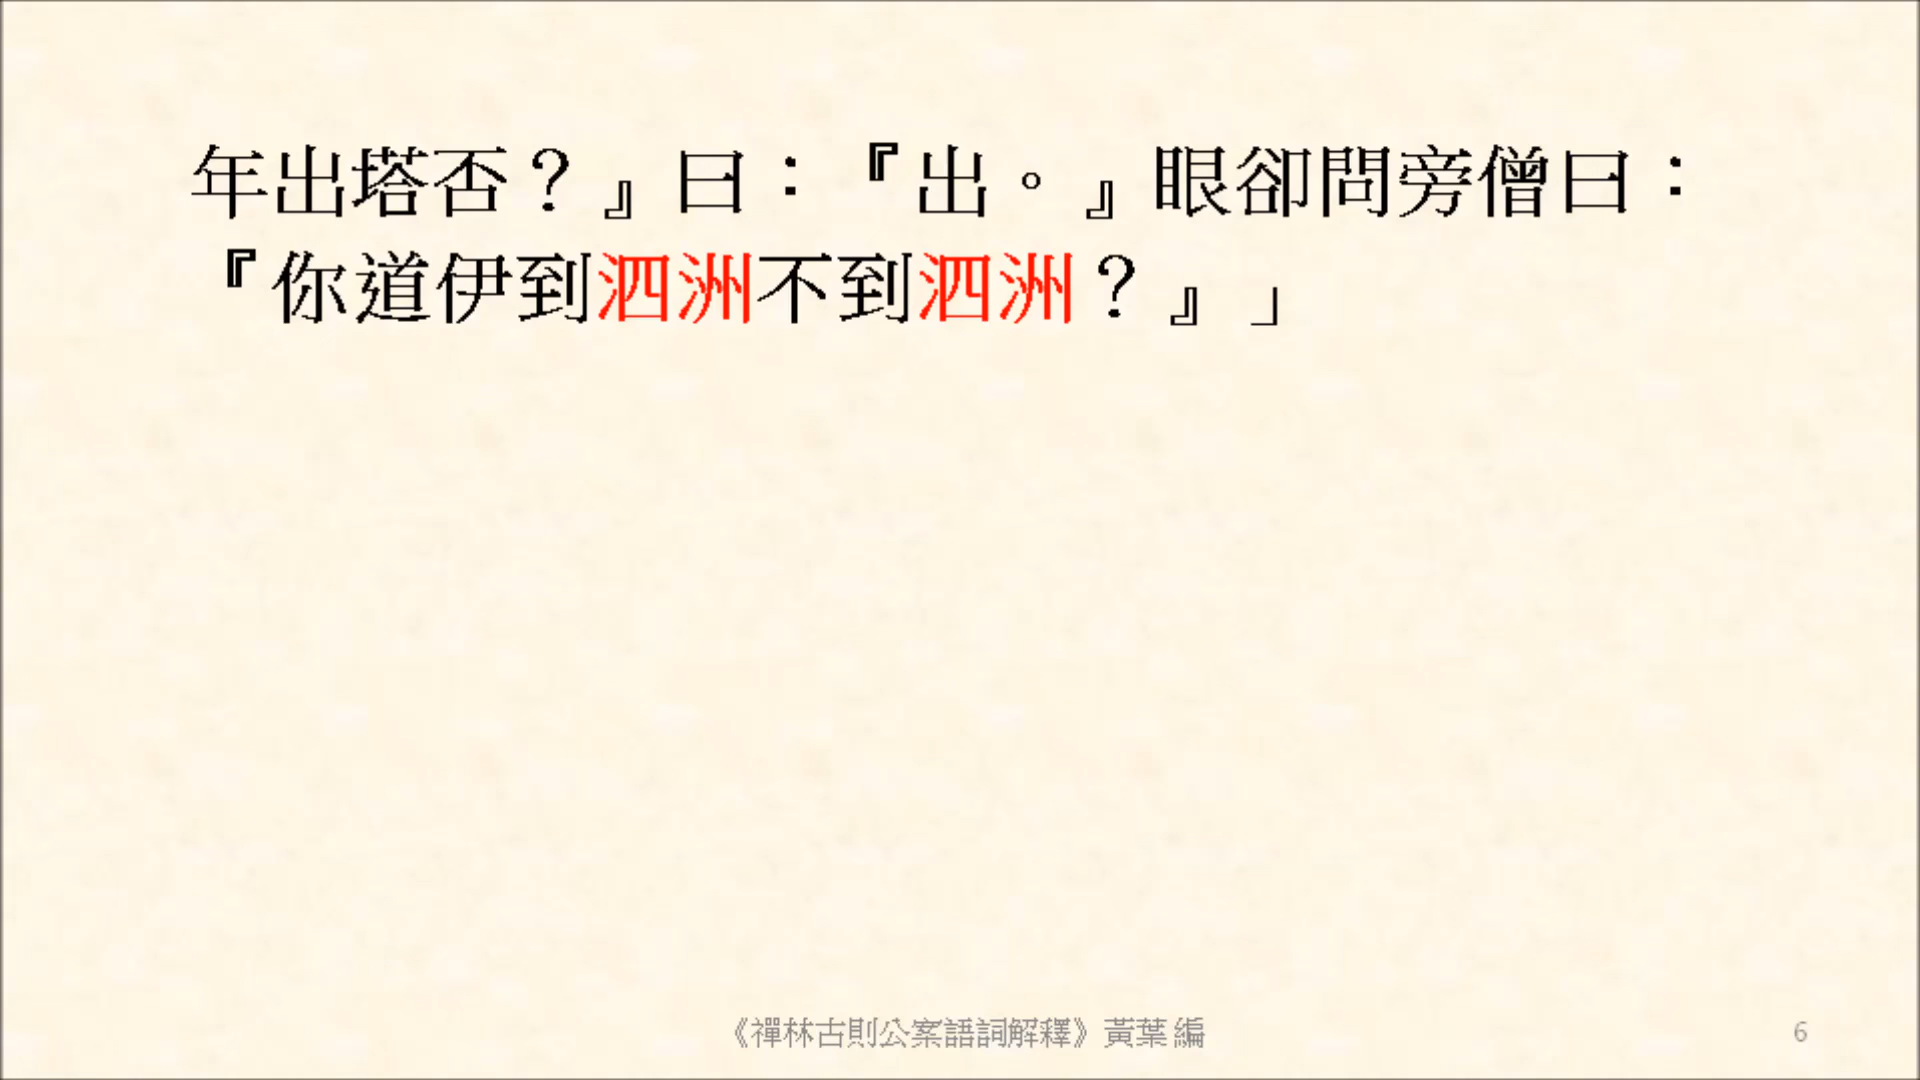 年出塔否？』曰：『出。』眼卻問旁僧曰：
『你道伊到泗洲不到泗洲？』」
《禪林古則公案語詞解釋》黃葉 編
6